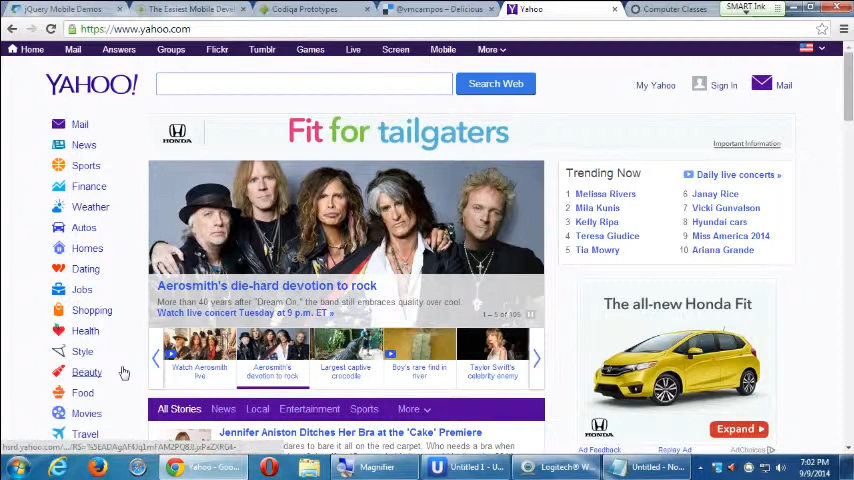 jQuery Mobile Demos
The Easiest Mobile Devel
Codiqa Prototypes
@vmcampos – Delicious
Yahoo
Computer Classes
SMART Ink
https://www.yahoo.com
Home Mail Answers Groups Flickr Tumblr Games Live Screen Mobile More
YAHOO!
Search Web
My Yahoo Sign In Mail
Mail
News
Sports
Finance
Weather
Autos
Homes
Dating
Jobs
Shopping
Health
Style
Beauty
Food
Movies
Travel
HONDA
Fit for tailgaters
Important Information
Aerosmith's die-hard devotion to rock
More than 40 years after "Dream On," the band still embraces quality over cool.
Watch live concert Tuesday at 9 p.m. ET »
1 – 5 of 105
Watch Aerosmith live
Aerosmith's devotion to rock
Largest captive crocodile
Boy's rare find in river
Taylor Swift's celebrity enemy
All Stories News Local Entertainment Sports More
Jennifer Aniston Ditches Her Bra at the 'Cake' Premiere
dares to bare it all on the red carpet. Who needs a bra when
Trending Now
Daily live concerts »
1 Melissa Rivers
2 Mila Kunis
3 Kelly Ripa
4 Teresa Giudice
5 Tia Mowry
6 Janay Rice
7 Vicki Gunvalson
8 Hyundai cars
9 Miss America 2014
10 Ariana Grande
The all-new Honda Fit
HONDA
Expand
Ad Feedback Replay Ad AdChoices
Yahoo - Goo...
Magnifier
Untitled 1 - U...
Logitech® W...
Untitled - No...
7:02 PM
9/9/2014